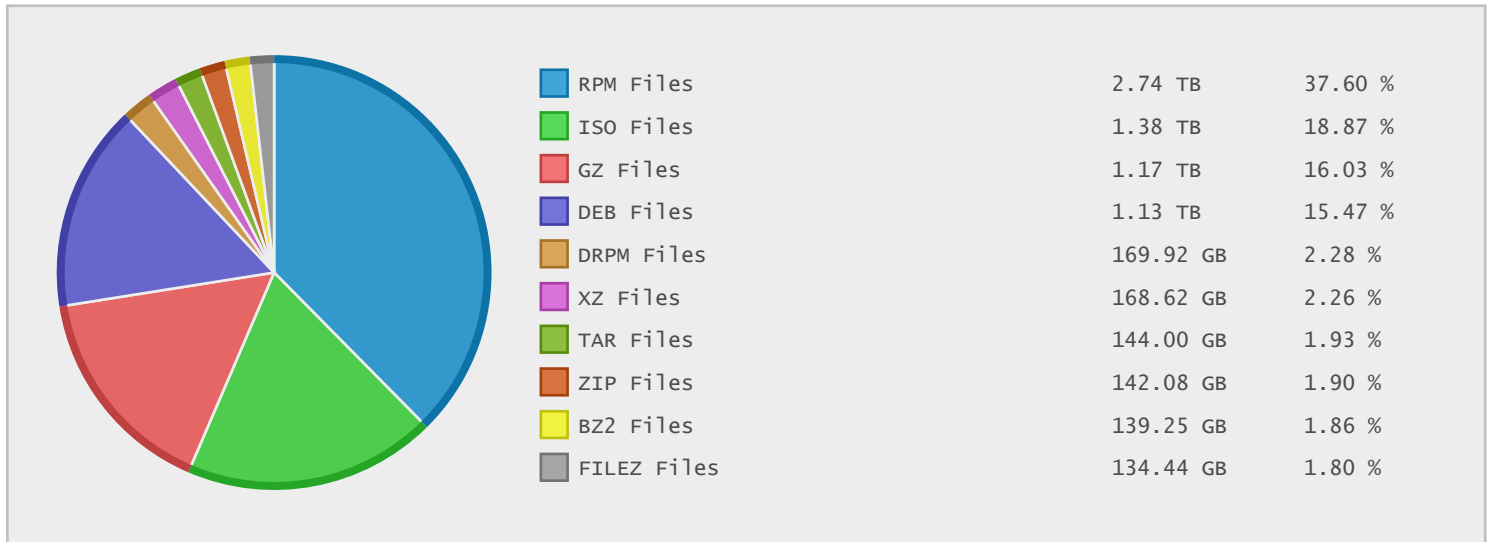 RPM Files 2.74 TB 37.60 %
ISO Files 1.38 TB 18.87 %
GZ Files 1.17 TB 16.03 %
DEB Files 1.13 TB 15.47 %
DRPM Files 169.92 GB 2.28 %
XZ Files 168.62 GB 2.26 %
TAR Files 144.00 GB 1.93 %
ZIP Files 142.08 GB 1.90 %
BZ2 Files 139.25 GB 1.86 %
FILEZ Files 134.44 GB 1.80 %